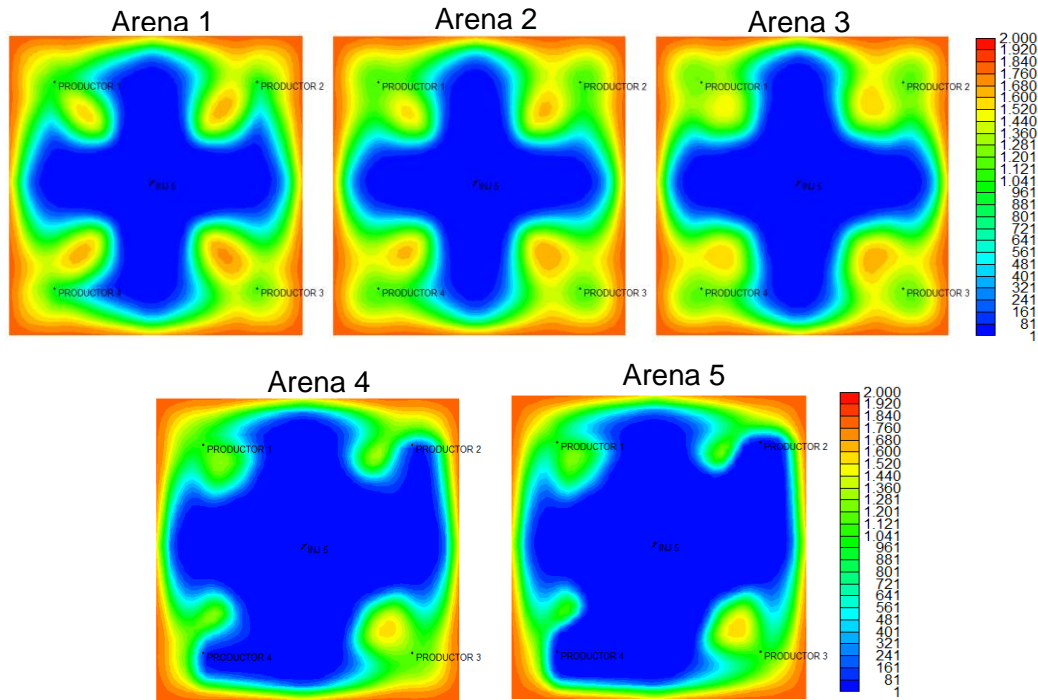 Arena 1
Arena 2
Arena 3
PRODUCTOR 1
PRODUCTOR 2
INJ 5
PRODUCTOR 4
PRODUCTOR 3
PRODUCTOR 1
PRODUCTOR 2
INJ 5
PRODUCTOR 4
PRODUCTOR 3
PRODUCTOR 1
PRODUCTOR 2
INJ 5
PRODUCTOR 4
PRODUCTOR 3
2.000
1.920
1.840
1.760
1.680
1.600
1.520
1.440
1.360
1.281
1.201
1.121
1.041
961
881
801
721
641
561
481
401
321
241
161
81
1
Arena 4
Arena 5
PRODUCTOR 1
PRODUCTOR 2
INJ 5
PRODUCTOR 4
PRODUCTOR 3
PRODUCTOR 1
PRODUCTOR 2
INJ 5
PRODUCTOR 4
PRODUCTOR 3
2.000
1.920
1.840
1.760
1.680
1.600
1.520
1.440
1.360
1.281
1.201
1.121
1.041
961
881
801
721
641
561
481
401
321
241
161
81
1